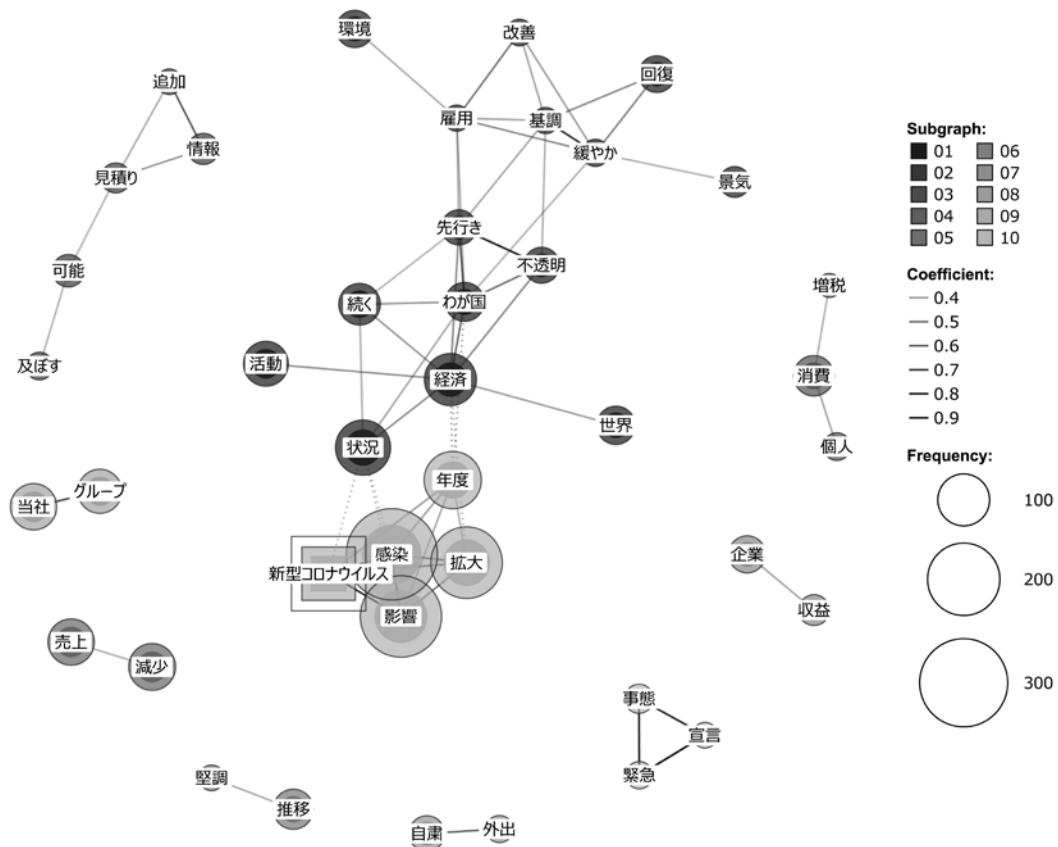 環境
改善
回復
追加
情報
見積り
可能
及ぼす
雇用
基調
緩やか
景気
先行き
不透明
続く
わが国
活動
経済
世界
状況
年度
感染
拡大
新型コロナウイルス
影響
増税
消費
個人
当社
グループ
企業
収益
売上
減少
事態
宣言
緊急
堅調
推移
自粛
外出
Subgraph:
01 06
02 07
03 08
04 09
05 10
Coefficient:
0.4
0.5
0.6
0.7
0.8
0.9
Frequency:
100
200
300